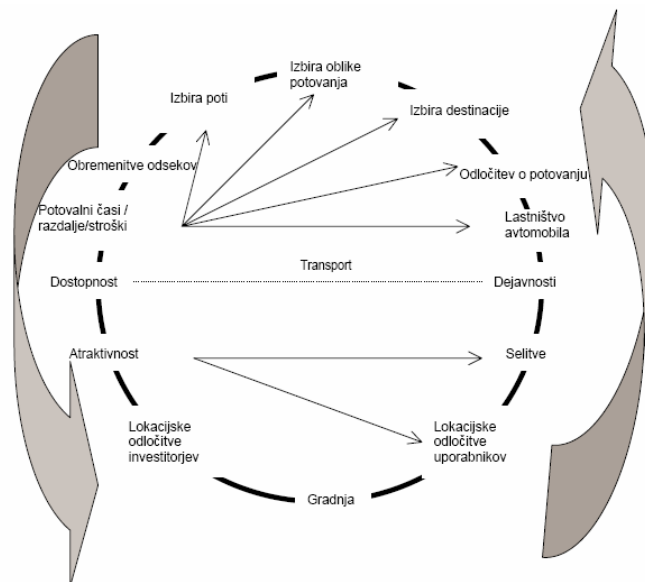 Izbira oblike
potovanja
Izbira poti
Izbira destinacije
Obremenitve odsekov
Odločitev o potovanju
Potovalni časi /
razdalje/stroški
Lastništvo
avtomobila
Transport
Dostopnost
Dejavnosti
Atraktivnost
Selitve
Lokacijske
odločitve
investitorjev
Lokacijske
odločitve
uporabnikov
Gradnja